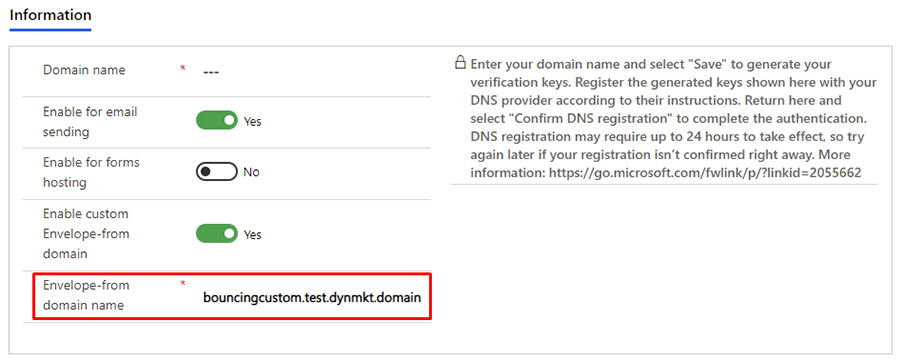 Information
Domain name * ---
Enable for email
sending
Yes
Enable for forms
hosting
No
Enable custom
Envelope-from
domain
Yes
Envelope-from *
domain name
bouncingcustom.test.dynmkt.domain
Enter your domain name and select "Save" to generate your
verification keys. Register the generated keys shown here with your
DNS provider according to their instructions. Return here and
select "Confirm DNS registration" to complete the authentication.
DNS registration may require up to 24 hours to take effect, so try
again later if your registration isn’t confirmed right away. More
information: https://go.microsoft.com/fwlink/p/?linkid=2055662